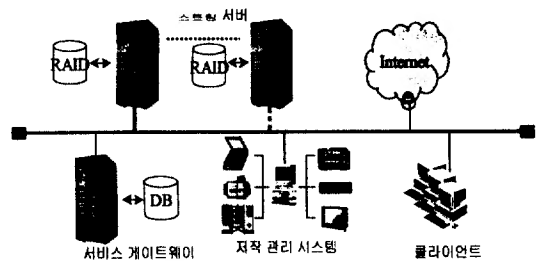 스트림 서버
RAID
RAID
Internet
DB
서비스 게이트웨이
저작 관리 시스템
클라이언트